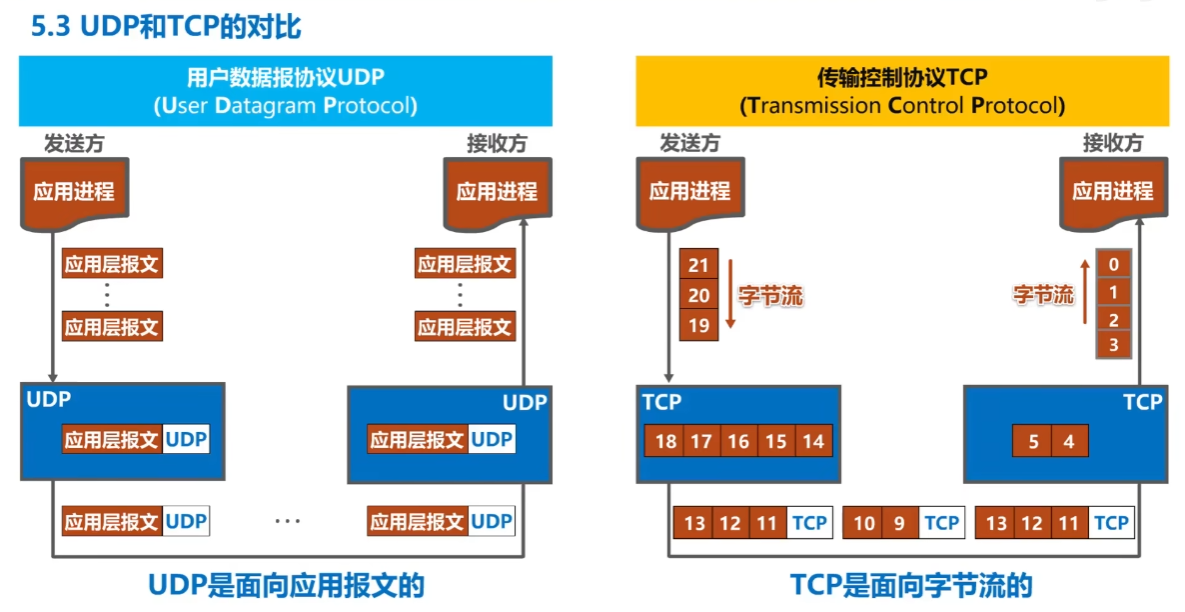 5.3 UDP和TCP的对比
用户数据报协议UDP
(User Datagram Protocol)
发送方
接收方
应用进程
应用进程
应用层报文
应用层报文
应用层报文
应用层报文
UDP
UDP
应用层报文 UDP
应用层报文 UDP
应用层报文 UDP
…
应用层报文 UDP
UDP是面向应用报文的
传输控制协议TCP
(Transmission Control Protocol)
发送方
接收方
应用进程
应用进程
21
20
19
字节流
字节流
0
1
2
3
TCP
TCP
18 17 16 15 14
5 4
13 12 11 TCP
10 9 TCP
13 12 11 TCP
TCP是面向字节流的